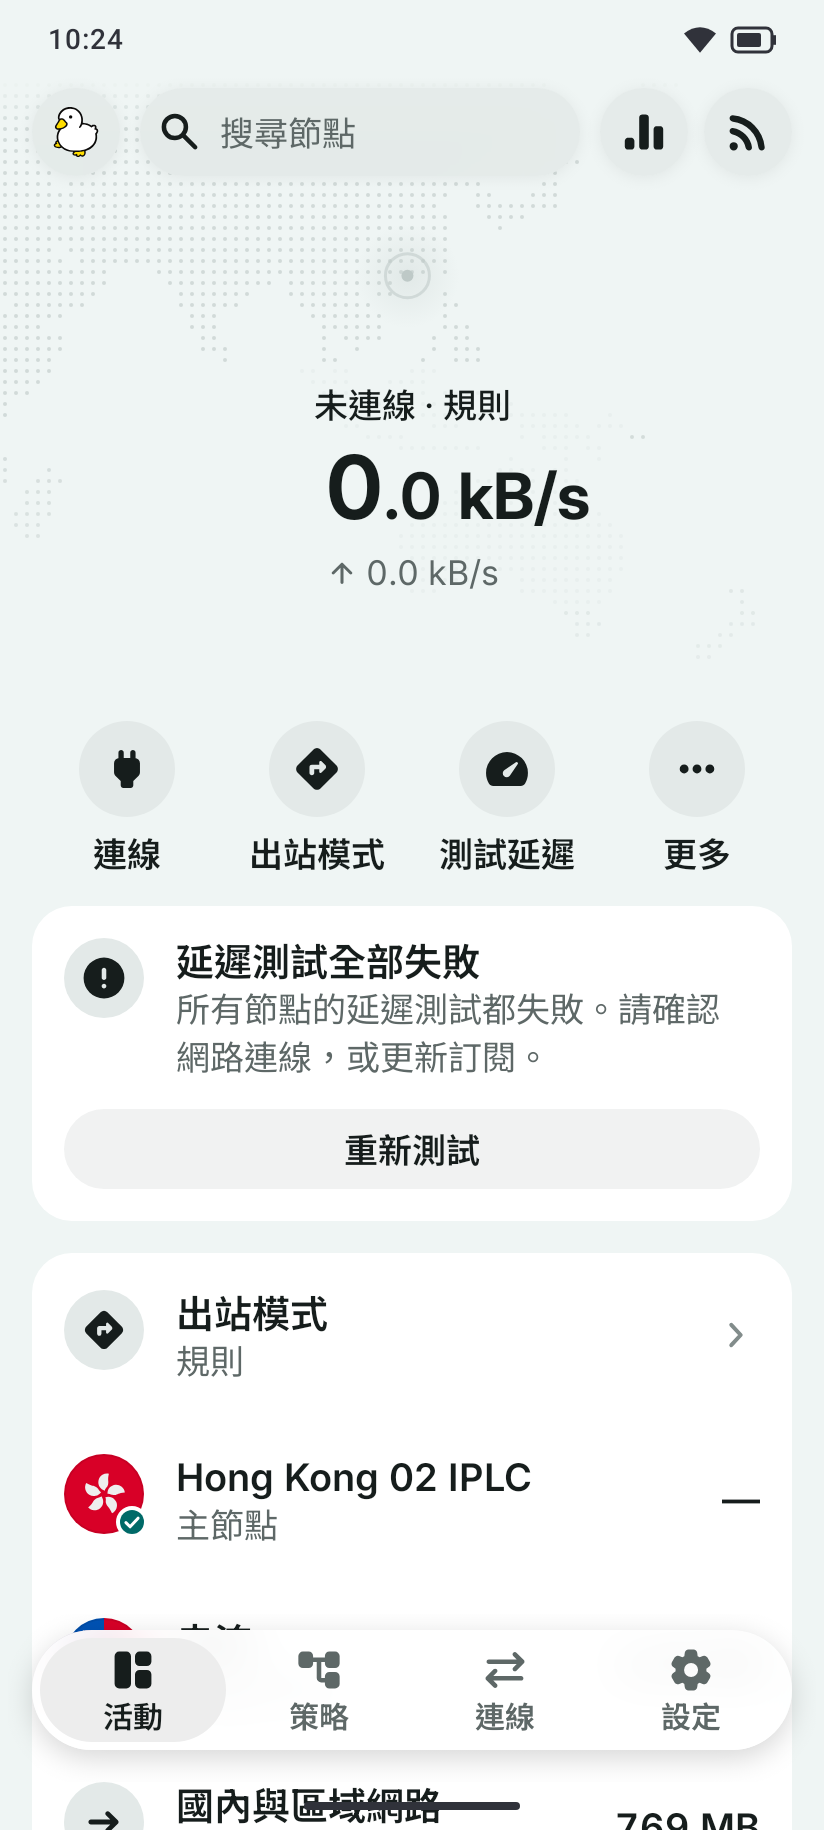 10:24
搜尋節點
未連線 · 規則
0.0 kB/s
↑ 0.0 kB/s
連線
出站模式
測試延遲
更多
延遲測試全部失敗
所有節點的延遲測試都失敗。請確認
網路連線，或更新訂閱。
重新測試
出站模式
規則
Hong Kong 02 IPLC
—
主節點
活動
策略
連線
設定
國內與區域網路
769 MB